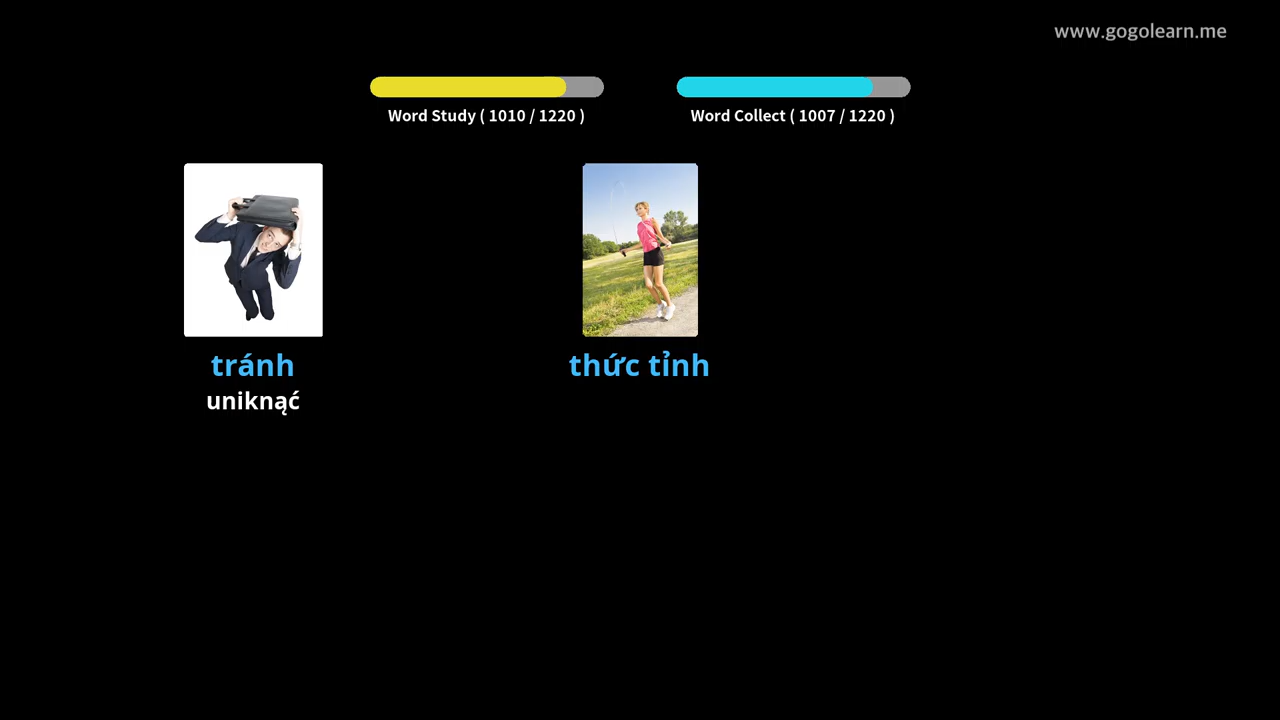 www.gogolearn.me
Word Study ( 1010 / 1220 )
Word Collect ( 1007 / 1220 )
tránh
uniknąć
thức tỉnh